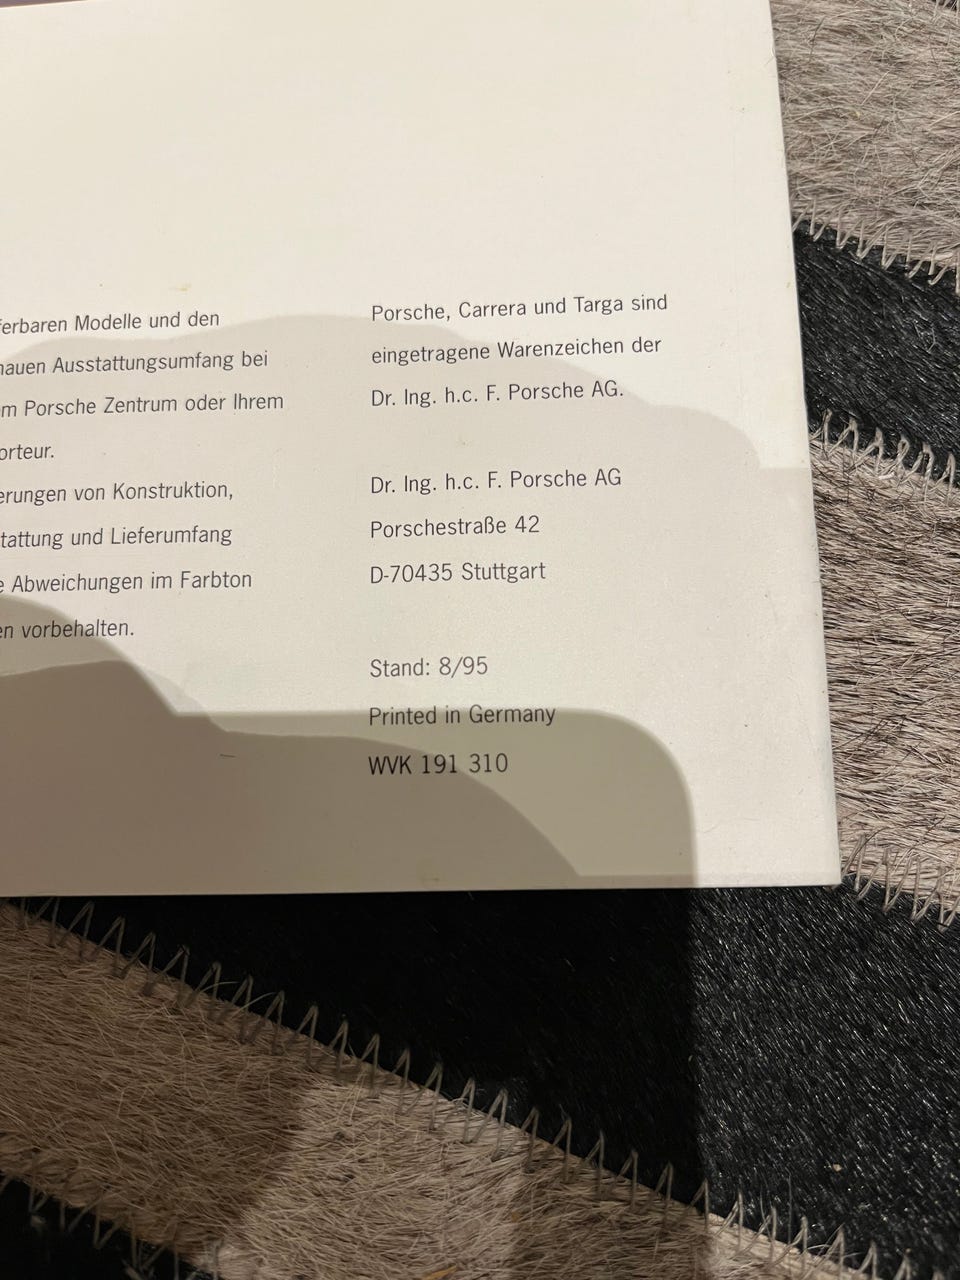 ferbaren Modelle und den
nauen Ausstattungsumfang bei
m Porsche Zentrum oder Ihrem
orteur.
erungen von Konstruktion,
tattung und Lieferumfang
e Abweichungen im Farbton
en vorbehalten.
Porsche, Carrera und Targa sind
eingetragene Warenzeichen der
Dr. Ing. h.c. F. Porsche AG.
Dr. Ing. h.c. F. Porsche AG
Porschestraße 42
D-70435 Stuttgart
Stand: 8/95
Printed in Germany
WVK 191 310